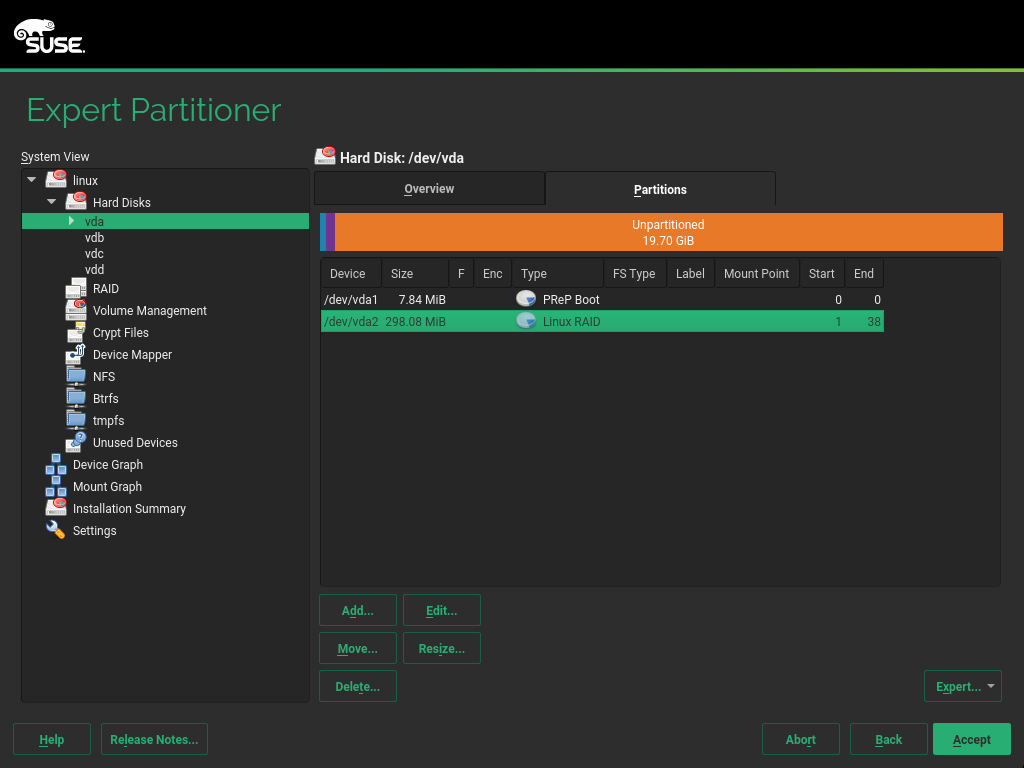 SUSE.
Expert Partitioner
System View
linux
Hard Disks
vda
vdb
vdc
vdd
RAID
Volume Management
Crypt Files
Device Mapper
NFS
Btrfs
tmpfs
Unused Devices
Device Graph
Mount Graph
Installation Summary
Settings
Hard Disk: /dev/vda
Overview Partitions
Unpartitioned
19.70 GiB
Device Size F Enc Type FS Type Label Mount Point Start End
/dev/vda1 7.84 MiB PReP Boot 0 0
/dev/vda2 298.08 MiB Linux RAID 1 38
Add... Edit...
Move... Resize...
Delete... Expert...
Help Release Notes... Abort Back Accept